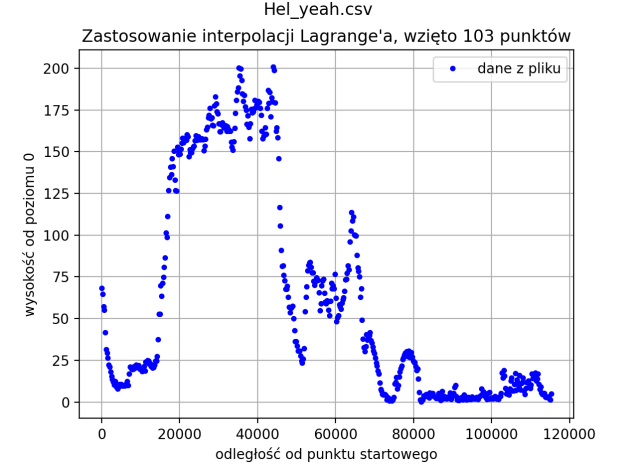 Hel_yeah.csv
Zastosowanie interpolacji Lagrange'a, wzięto 103 punktów
dane z pliku
200
175
150
125
100
75
50
25
0
wysokość od poziomu 0
0 20000 40000 60000 80000 100000 120000
odległość od punktu startowego